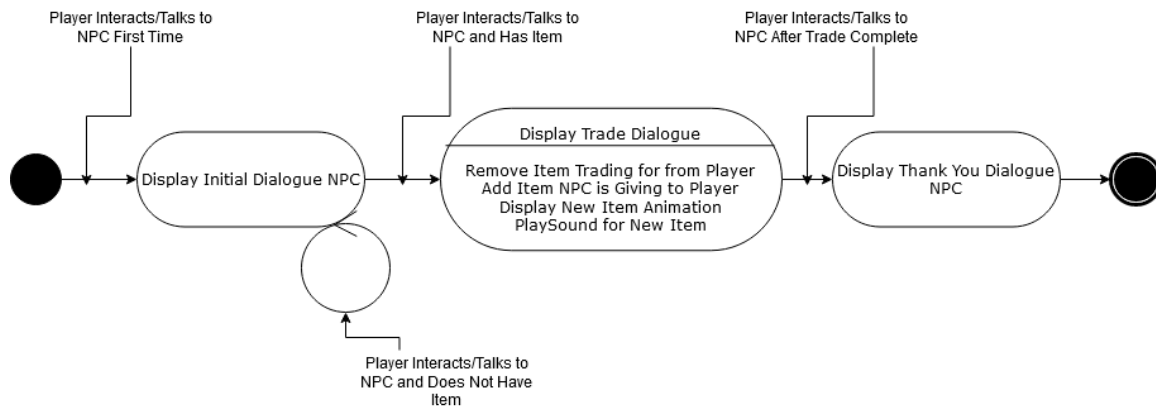 Player Interacts/Talks to
NPC First Time
Player Interacts/Talks to
NPC and Has Item
Player Interacts/Talks to
NPC After Trade Complete
Display Initial Dialogue NPC
Display Trade Dialogue
Remove Item Trading for from Player
Add Item NPC is Giving to Player
Display New Item Animation
PlaySound for New Item
Display Thank You Dialogue
NPC
Player Interacts/Talks to
NPC and Does Not Have
Item